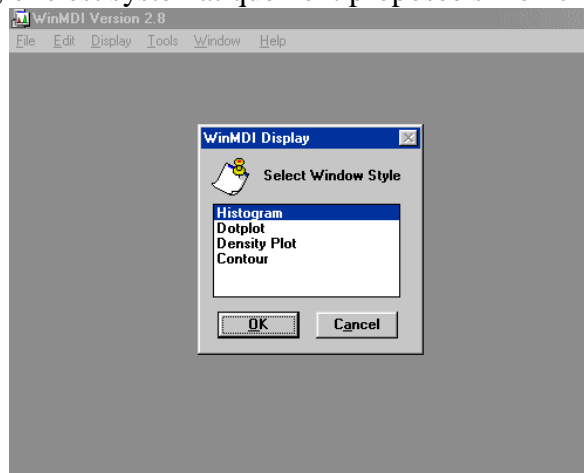 WinMDI Version 2.8
File Edit Display Tools Window Help
WinMDI Display
Select Window Style
Histogram
Dotplot
Density Plot
Contour
OK Cancel